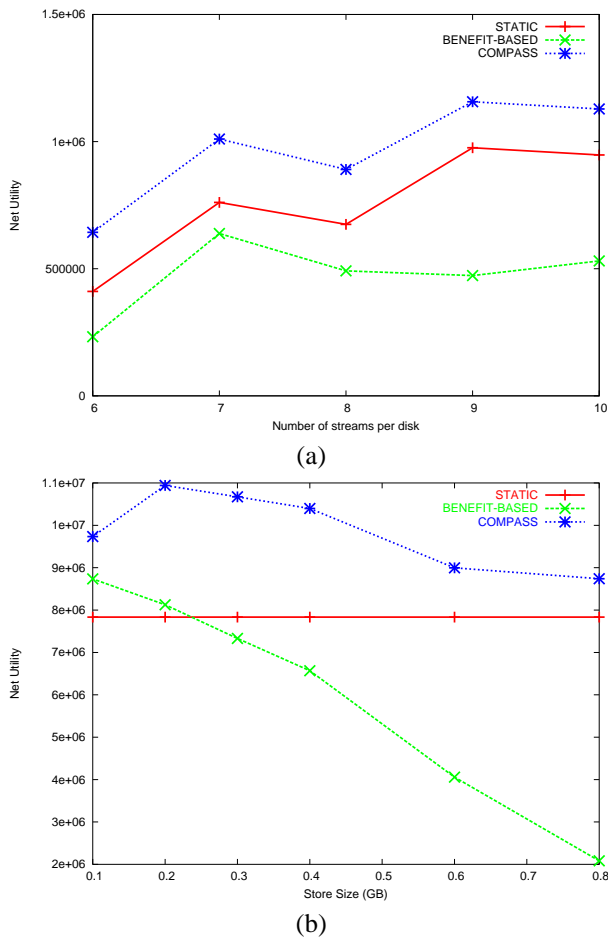 1.5e+06
STATIC
BENEFIT-BASED
COMPASS
1e+06
Net Utility
500000
0
6 7 8 9 10
Number of streams per disk
(a)
1.1e+07
STATIC
BENEFIT-BASED
1e+07
COMPASS
9e+06
8e+06
Net Utility
7e+06
6e+06
5e+06
4e+06
3e+06
2e+06
0.1 0.2 0.3 0.4 0.5 0.6 0.7 0.8
Store Size (GB)
(b)